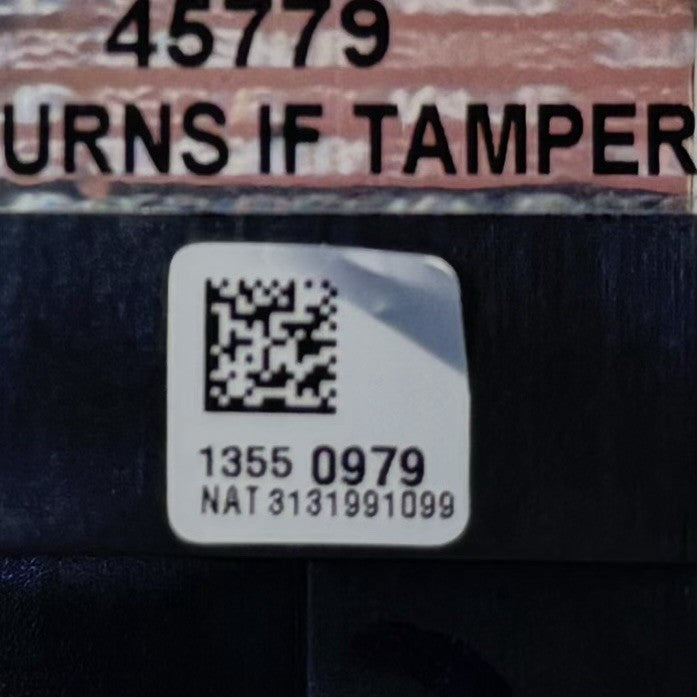 45779
URNS IF TAMPER
1355 0979
NAT 3131991099